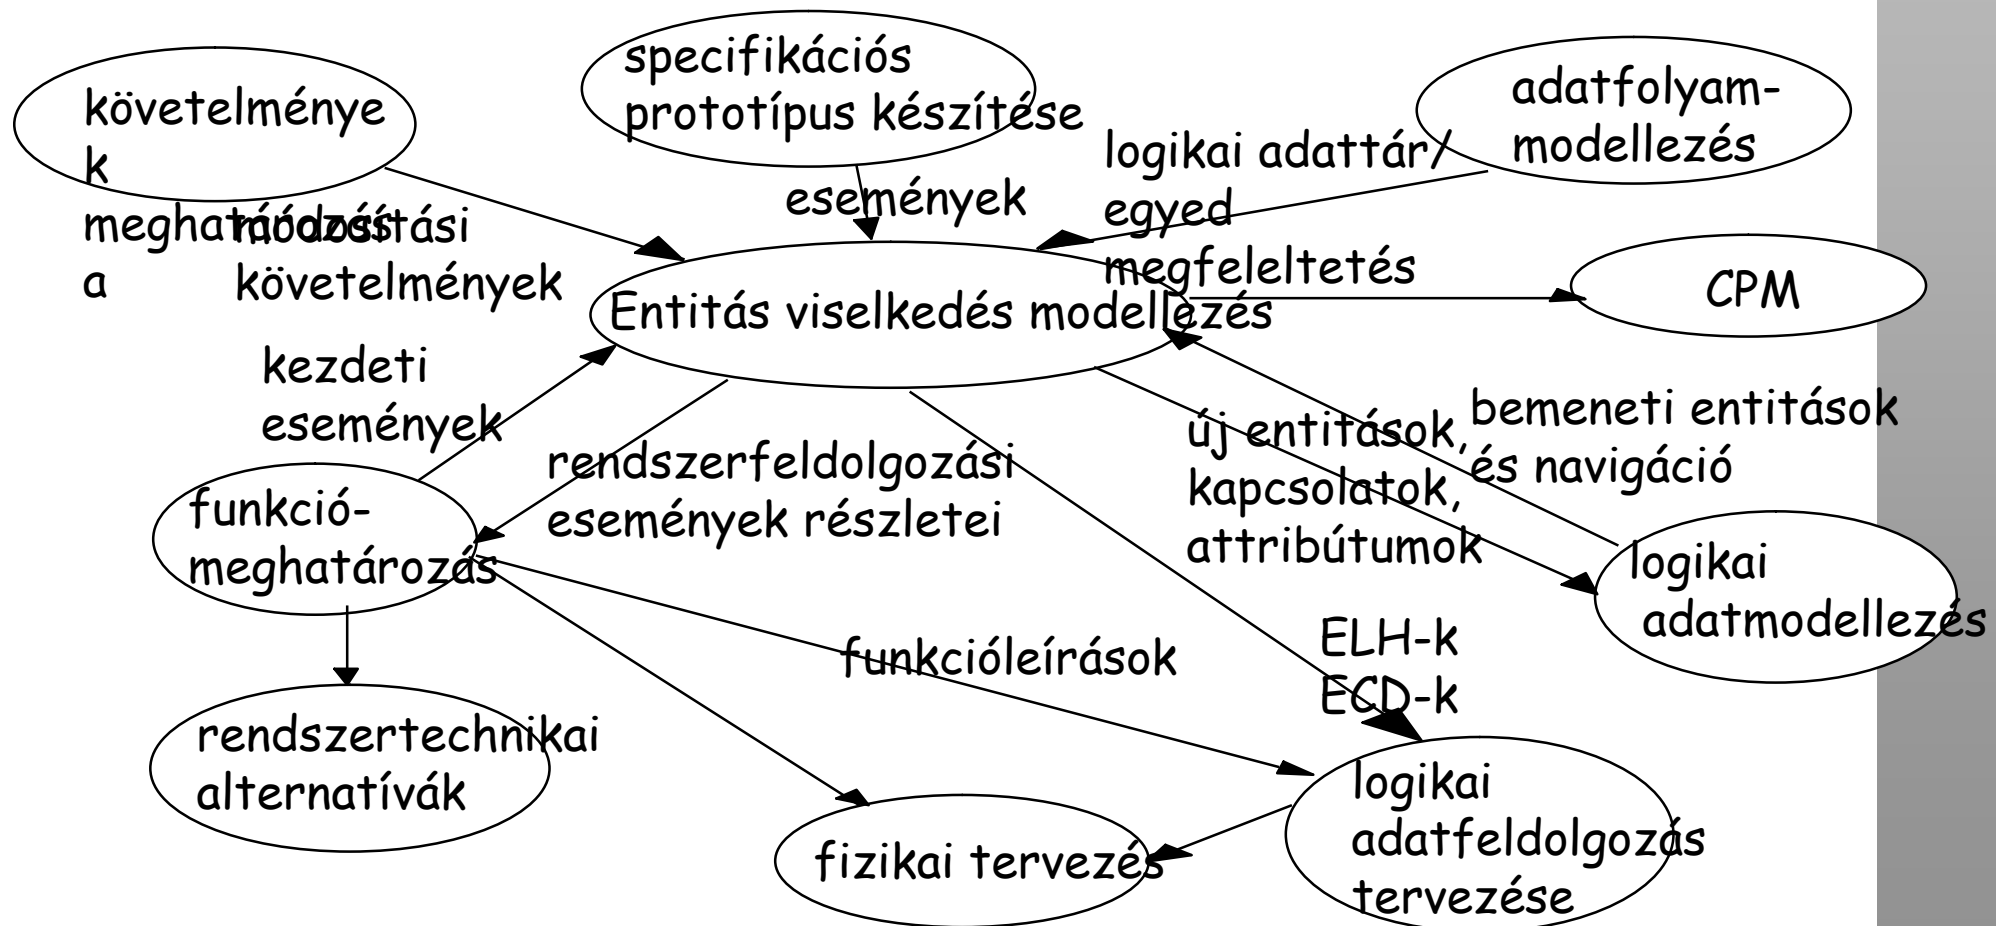 követelménye
k
meghatározás
a
módosítási
követelmények
specifikációs
prototípus készítése
események
logikai adattár/
egyed
megfeleltetés
adatfolyam-
modellezés
CPM
Entitás viselkedés modellezés
kezdeti
események
rendszerfeldolgozási
események részletei
új entitások,
kapcsolatok,
attribútumok
bemeneti entitások
és navigáció
funkció-
meghatározás
logikai
adatmodellezés
funkcióleírások
ELH-k
ECD-k
rendszertechnikai
alternatívák
fizikai tervezés
logikai
adatfeldolgozás
tervezése